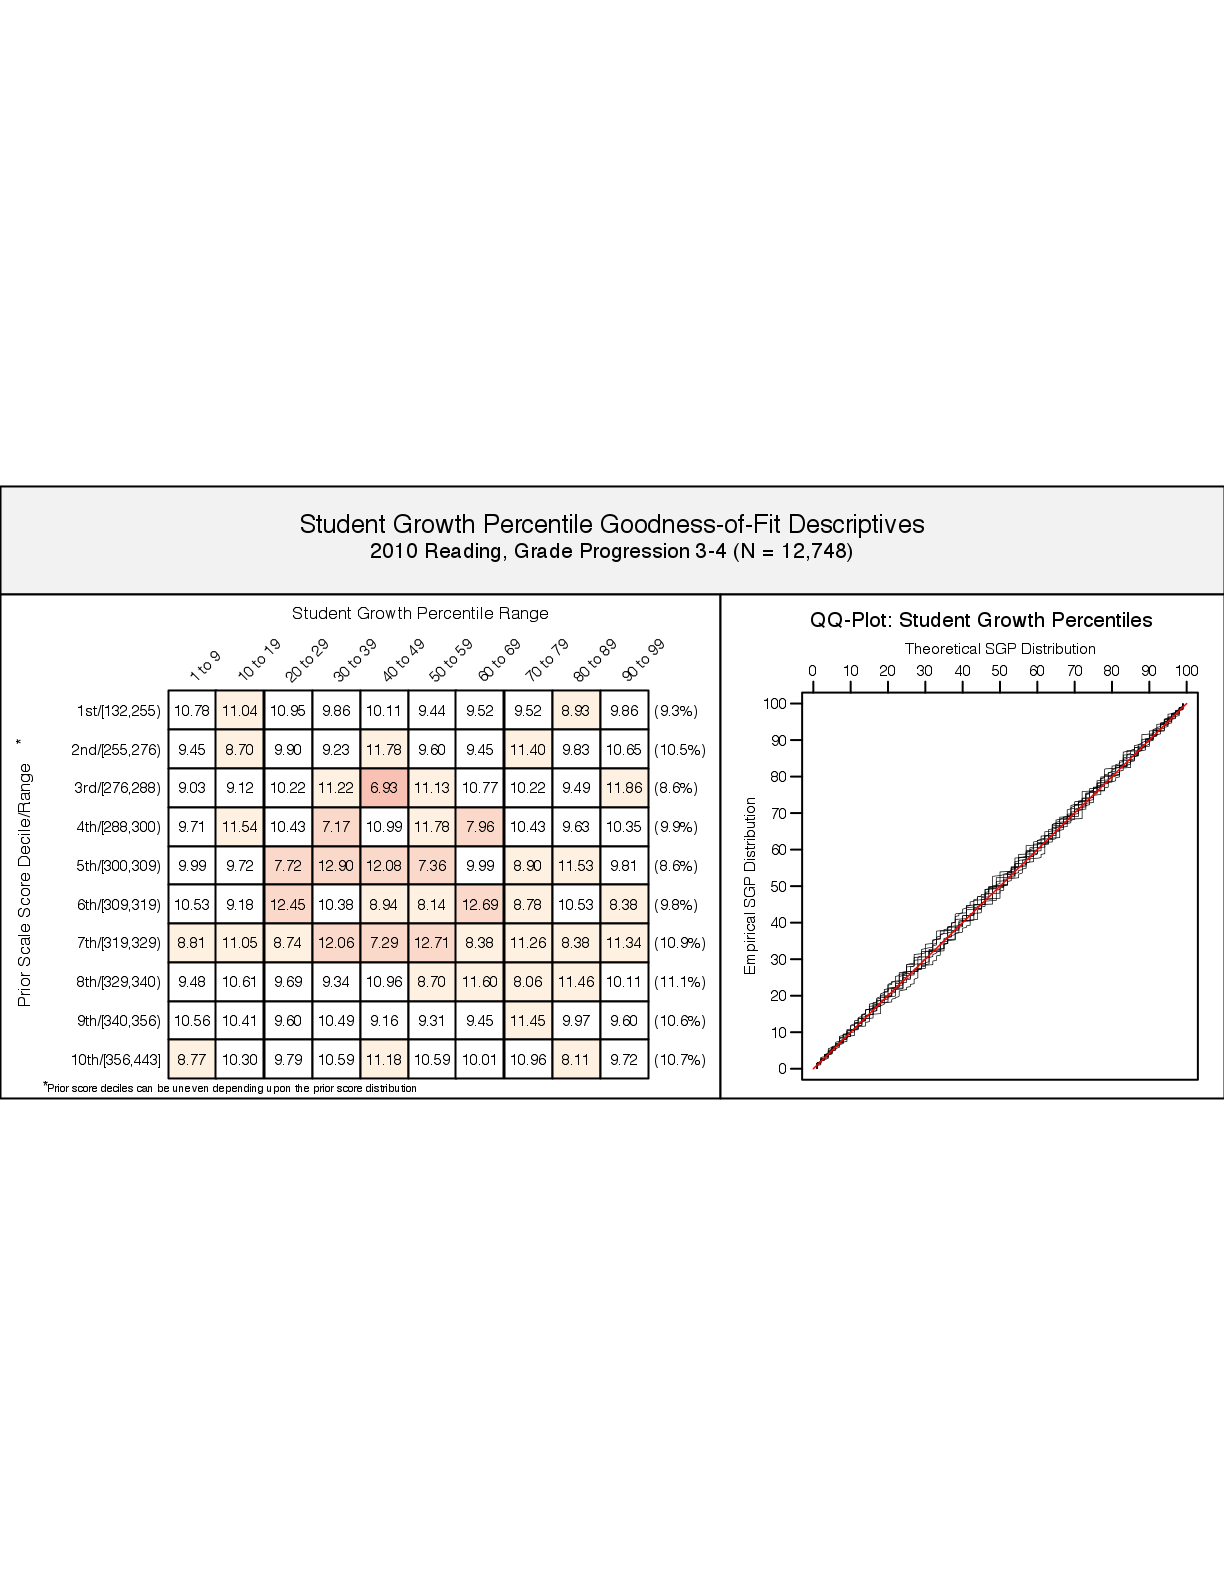 Student Growth Percentile Goodness-of-Fit Descriptives
2010 Reading, Grade Progression 3-4 (N = 12,748)
Student Growth Percentile Range
1 to 9 10 to 19 20 to 29 30 to 39 40 to 49 50 to 59 60 to 69 70 to 79 80 to 89 90 to 99
Prior Scale Score Decile/Range *
1st/[132,255) 10.78 11.04 10.95 9.86 10.11 9.44 9.52 9.52 8.93 9.86 (9.3%)
2nd/[255,276) 9.45 8.70 9.90 9.23 11.78 9.60 9.45 11.40 9.83 10.65 (10.5%)
3rd/[276,288) 9.03 9.12 10.22 11.22 6.93 11.13 10.77 10.22 9.49 11.86 (8.6%)
4th/[288,300) 9.71 11.54 10.43 7.17 10.99 11.78 7.96 10.43 9.63 10.35 (9.9%)
5th/[300,309) 9.99 9.72 7.72 12.90 12.08 7.36 9.99 8.90 11.53 9.81 (8.6%)
6th/[309,319) 10.53 9.18 12.45 10.38 8.94 8.14 12.69 8.78 10.53 8.38 (9.8%)
7th/[319,329) 8.81 11.05 8.74 12.06 7.29 12.71 8.38 11.26 8.38 11.34 (10.9%)
8th/[329,340) 9.48 10.61 9.69 9.34 10.96 8.70 11.60 8.06 11.46 10.11 (11.1%)
9th/[340,356) 10.56 10.41 9.60 10.49 9.16 9.31 9.45 11.45 9.97 9.60 (10.6%)
10th/[356,443] 8.77 10.30 9.79 10.59 11.18 10.59 10.01 10.96 8.11 9.72 (10.7%)
*Prior score deciles can be uneven depending upon the prior score distribution
QQ-Plot: Student Growth Percentiles
Theoretical SGP Distribution
0 10 20 30 40 50 60 70 80 90 100
Empirical SGP Distribution
100
90
80
70
60
50
40
30
20
10
0